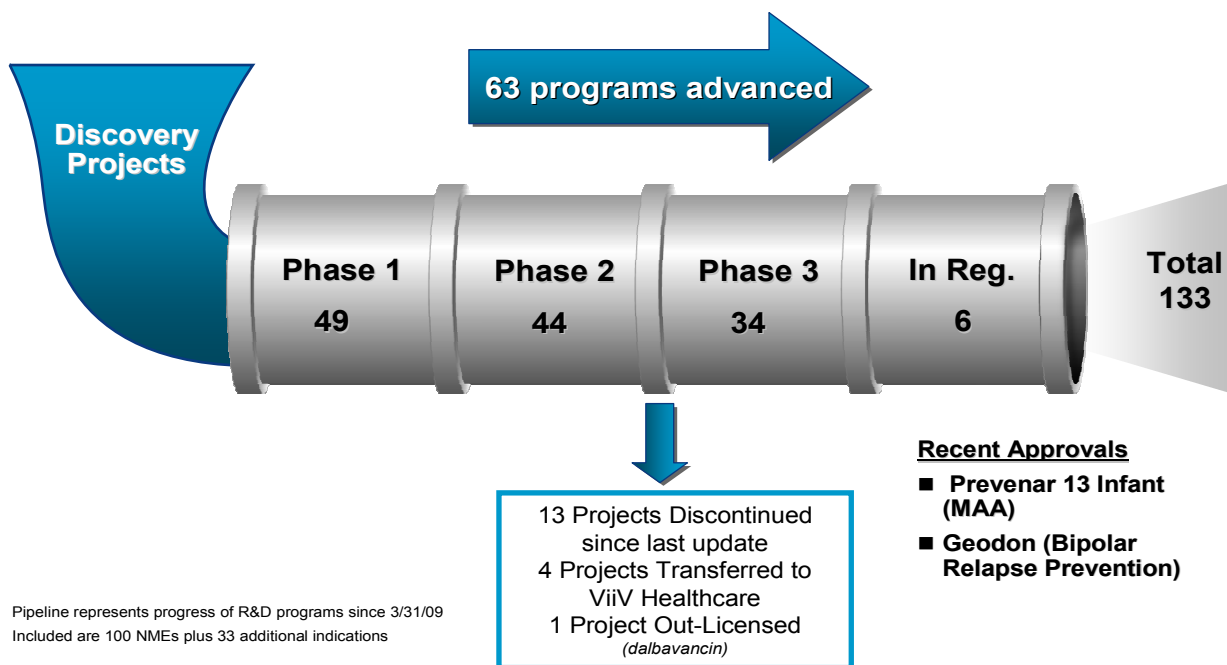 63 programs advanced
Discovery
Projects
Phase 1
49
Phase 2
44
Phase 3
34
In Reg.
6
Total
133
13 Projects Discontinued
since last update
4 Projects Transferred to
ViiV Healthcare
1 Project Out-Licensed
(dalbavancin)
Recent Approvals
■ Prevenar 13 Infant
(MAA)
■ Geodon (Bipolar
Relapse Prevention)
Pipeline represents progress of R&D programs since 3/31/09
Included are 100 NMEs plus 33 additional indications